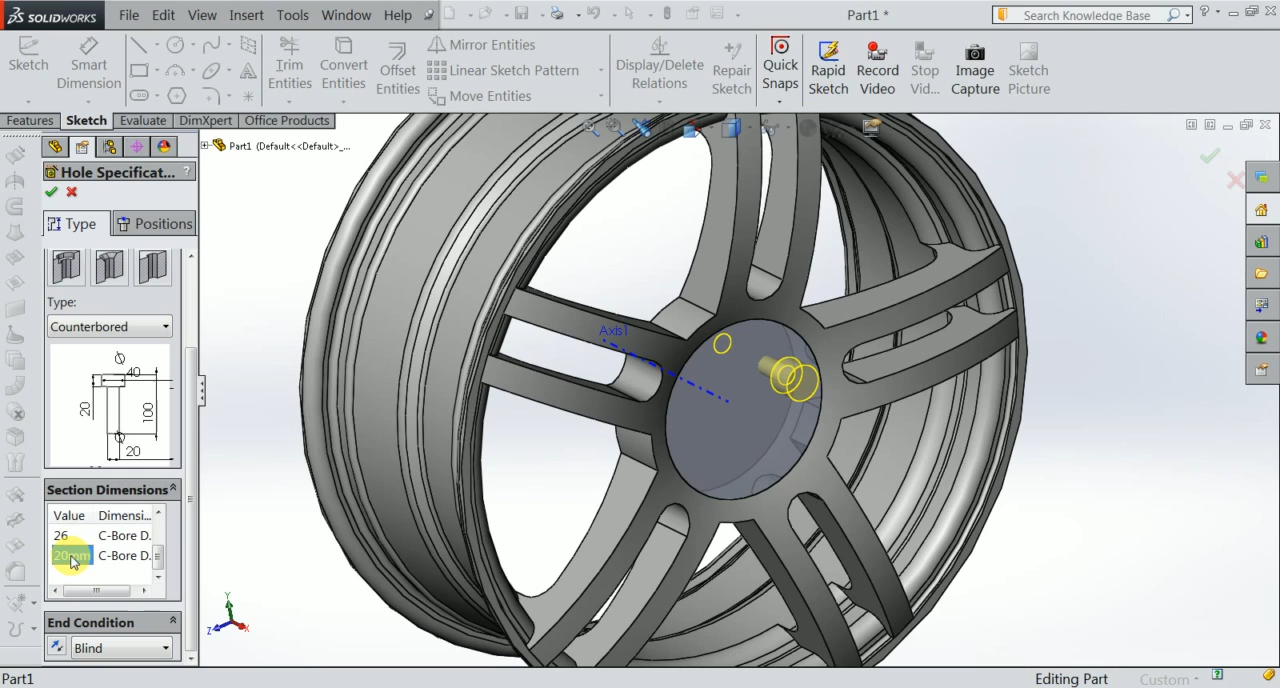 SOLIDWORKS File Edit View Insert Tools Window Help Part1 * Search Knowledge Base ?
Sketch Smart Dimension Trim Entities Convert Entities Offset Entities Mirror Entities Linear Sketch Pattern Move Entities Display/Delete Relations Repair Sketch Quick Snaps Rapid Sketch Record Video Stop Vid... Image Capture Sketch Picture
Features Sketch Evaluate DimXpert Office Products
Part1 (Default<<Default>_...
Hole Specificat... ?
Type Positions
Type:
Counterbored
40
20
100
20
Section Dimensions
Value Dimensi...
26 C-Bore D.
20mm C-Bore D.
End Condition
Blind
Axis1
Y
Z X
Part1 Editing Part Custom